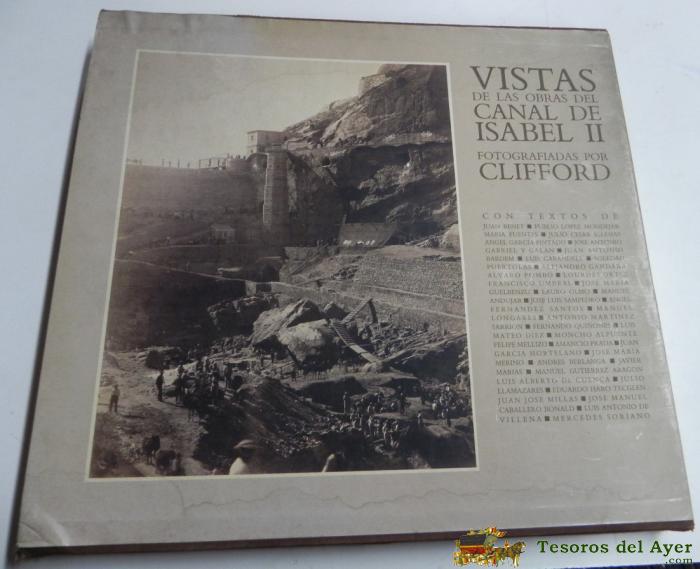 VISTAS
DE LAS OBRAS DEL
CANAL DE
ISABEL II
FOTOGRAFIADAS POR
CLIFFORD
CON TEXTOS DE
JUAN BENET ■ PUBLIO LOPEZ MONDEJAR
MARIA PUENTOS ■ JULIO CESAR IGLESIAS
ANGEL GARCIA PINTADO ■ JOSE ANTONIO
GABRIEL Y GALAN ■ JUAN ANTONIO
BARDEM ■ LUIS CARANDELL ■ SOLEDAD
PUERTOLAS ■ ALEJANDRO GANDARA
ALVARO POMBO ■ LOURDES ORTIZ
FRANCISCO UMBRAL ■ JOSE MARIA
GUELBENZU ■ LAURO OLMO ■ MANUEL
ANDUJAR ■ JOSE LUIS SAMPEDRO ■ ANGEL
FERNANDEZ SANTOS ■ MANUEL
LONGARES ■ ANTONIO MARTINEZ
SARRION ■ FERNANDO QUIÑONES ■ LUIS
MATEO DIEZ ■ MONCHO ALPUENTE
FELIPE MELLIZO ■ AMANCIO PRADA ■ JUAN
GARCIA HORTELANO ■ JOSE MARIA
MERINO ■ ANDRES BERLANGA ■ JAVIER
MARIAS ■ MANUEL GUTIERREZ ARAGON
LUIS ALBERTO DE CUENCA ■ JULIO
LLAMAZARES ■ EDUARDO HARO TECGLEN
JUAN JOSE MILLAS ■ JOSE MANUEL
CABALLERO BONALD ■ LUIS ANTONIO DE
VILLENA ■ MERCEDES SORIANO
Tesoros del Ayer
.com